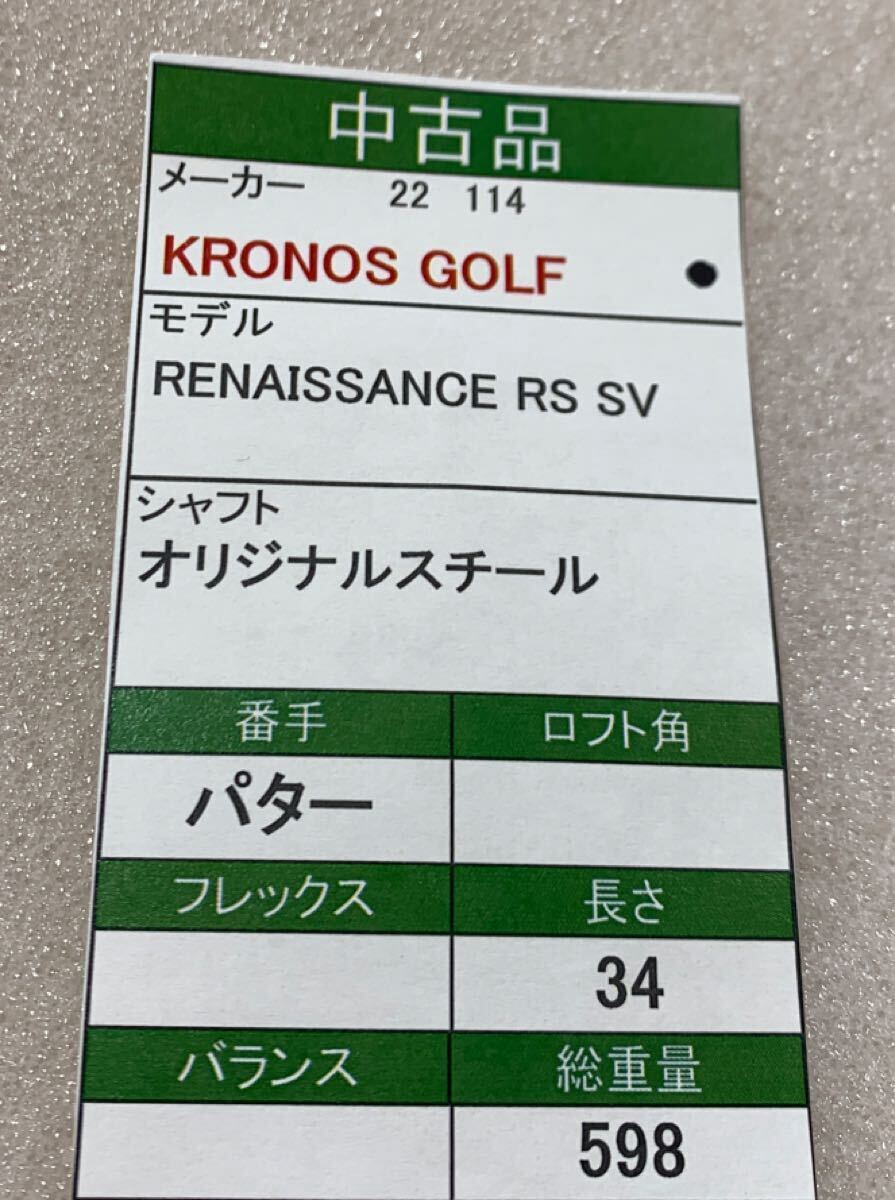 中古品
メーカー 22 114
KRONOS GOLF ●
モデル
RENAISSANCE RS SV
シャフト
オリジナルスチール
番手 ロフト角
パター
フレックス 長さ
34
バランス 総重量
598